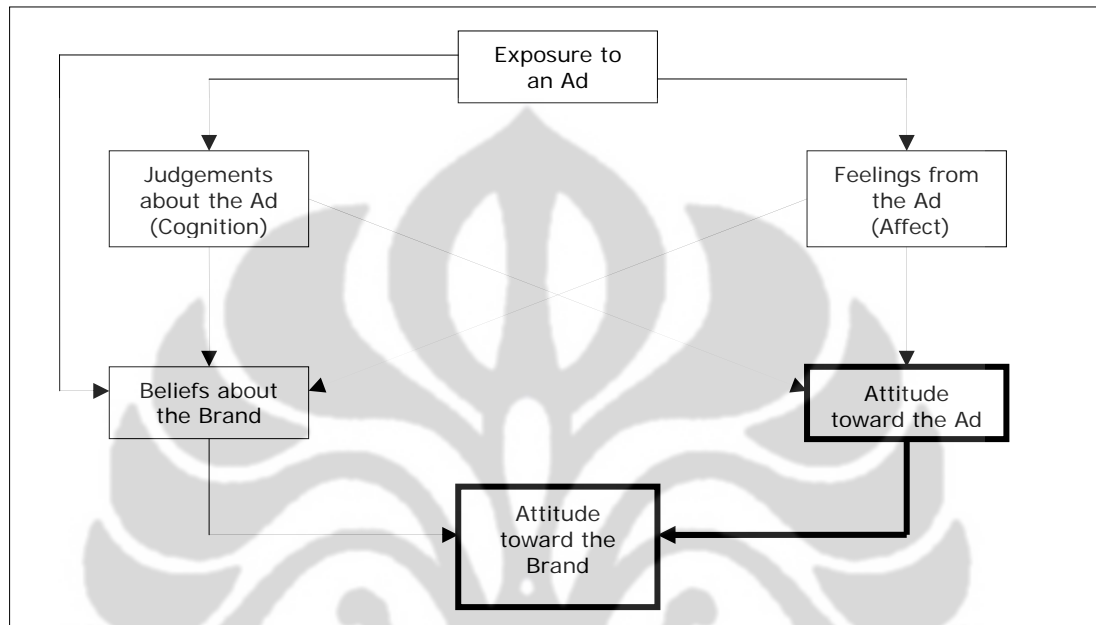 Exposure to
an Ad
Judgements
about the Ad
(Cognition)
Feelings from
the Ad
(Affect)
Beliefs about
the Brand
Attitude
toward the Ad
Attitude
toward the
Brand